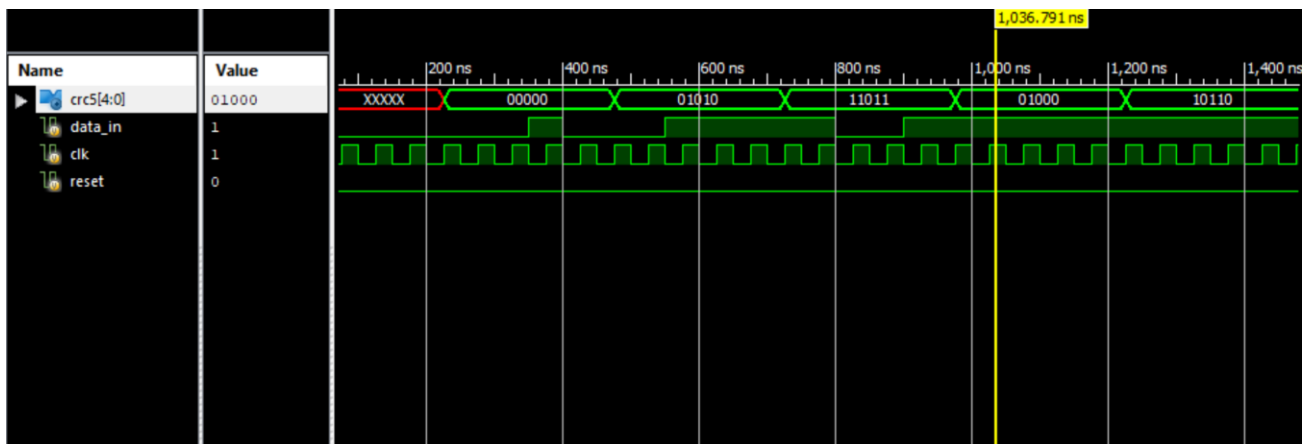 1,036.791 ns
Name Value 200 ns 400 ns 600 ns 800 ns 1,000 ns 1,200 ns 1,400 ns
crc5[4:0] 01000 XXXXX 00000 01010 11011 01000 10110
data_in 1
clk 1
reset 0